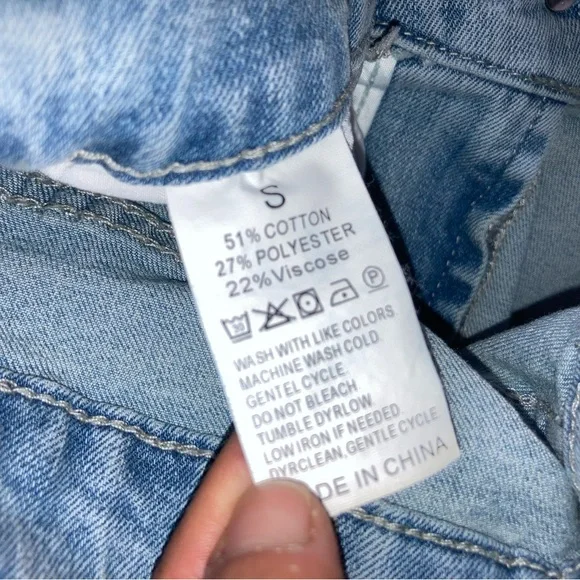 S
51% COTTON
27% POLYESTER
22%Viscose
30 P
WASH WITH LIKE COLORS
MACHINE WASH COLD
GENTEL CYCLE
DO NOT BLEACH
TUMBLE DYRLOW
LOW IRON IF NEEDED
DYRCLEAN,GENTLE CYCLE
DE IN CHINA